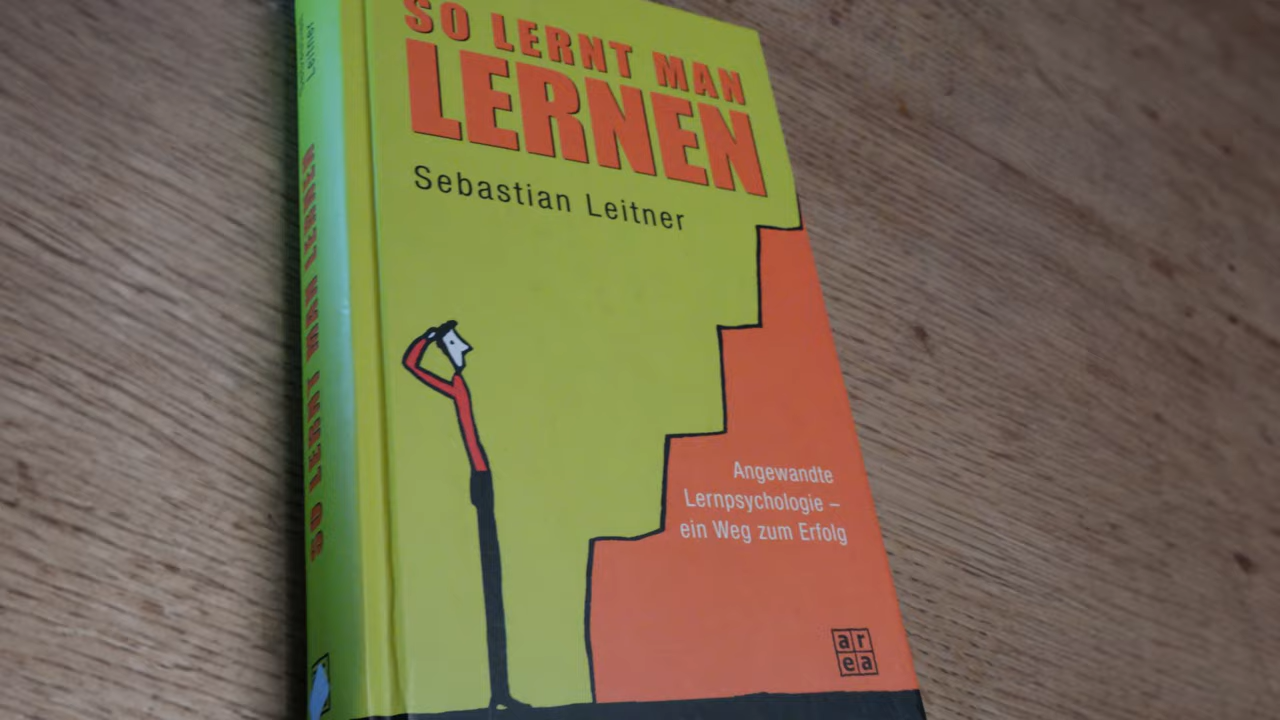 SO LERNT MAN
LERNEN
Sebastian Leitner
Angewandte
Lernpsychologie –
ein Weg zum Erfolg
ar
ea
Leitner
SO LERNT MAN LERNEN